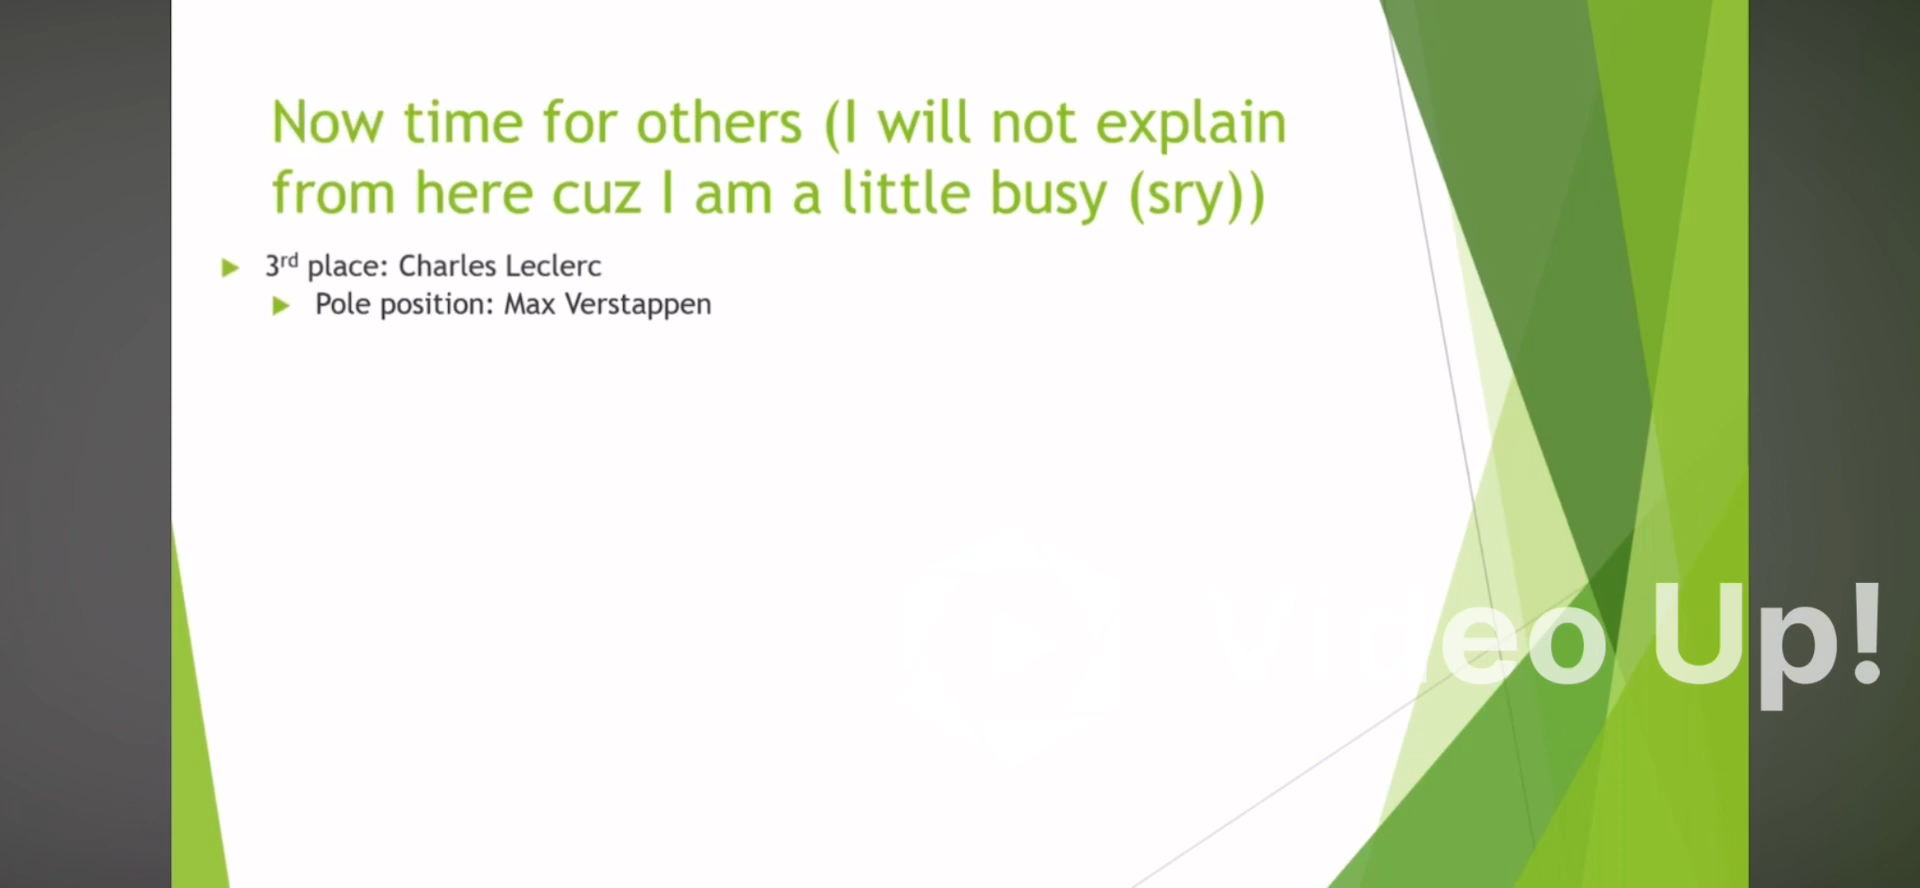 Now time for others (I will not explain
from here cuz I am a little busy (sry))
3rd place: Charles Leclerc
Pole position: Max Verstappen
Video Up!